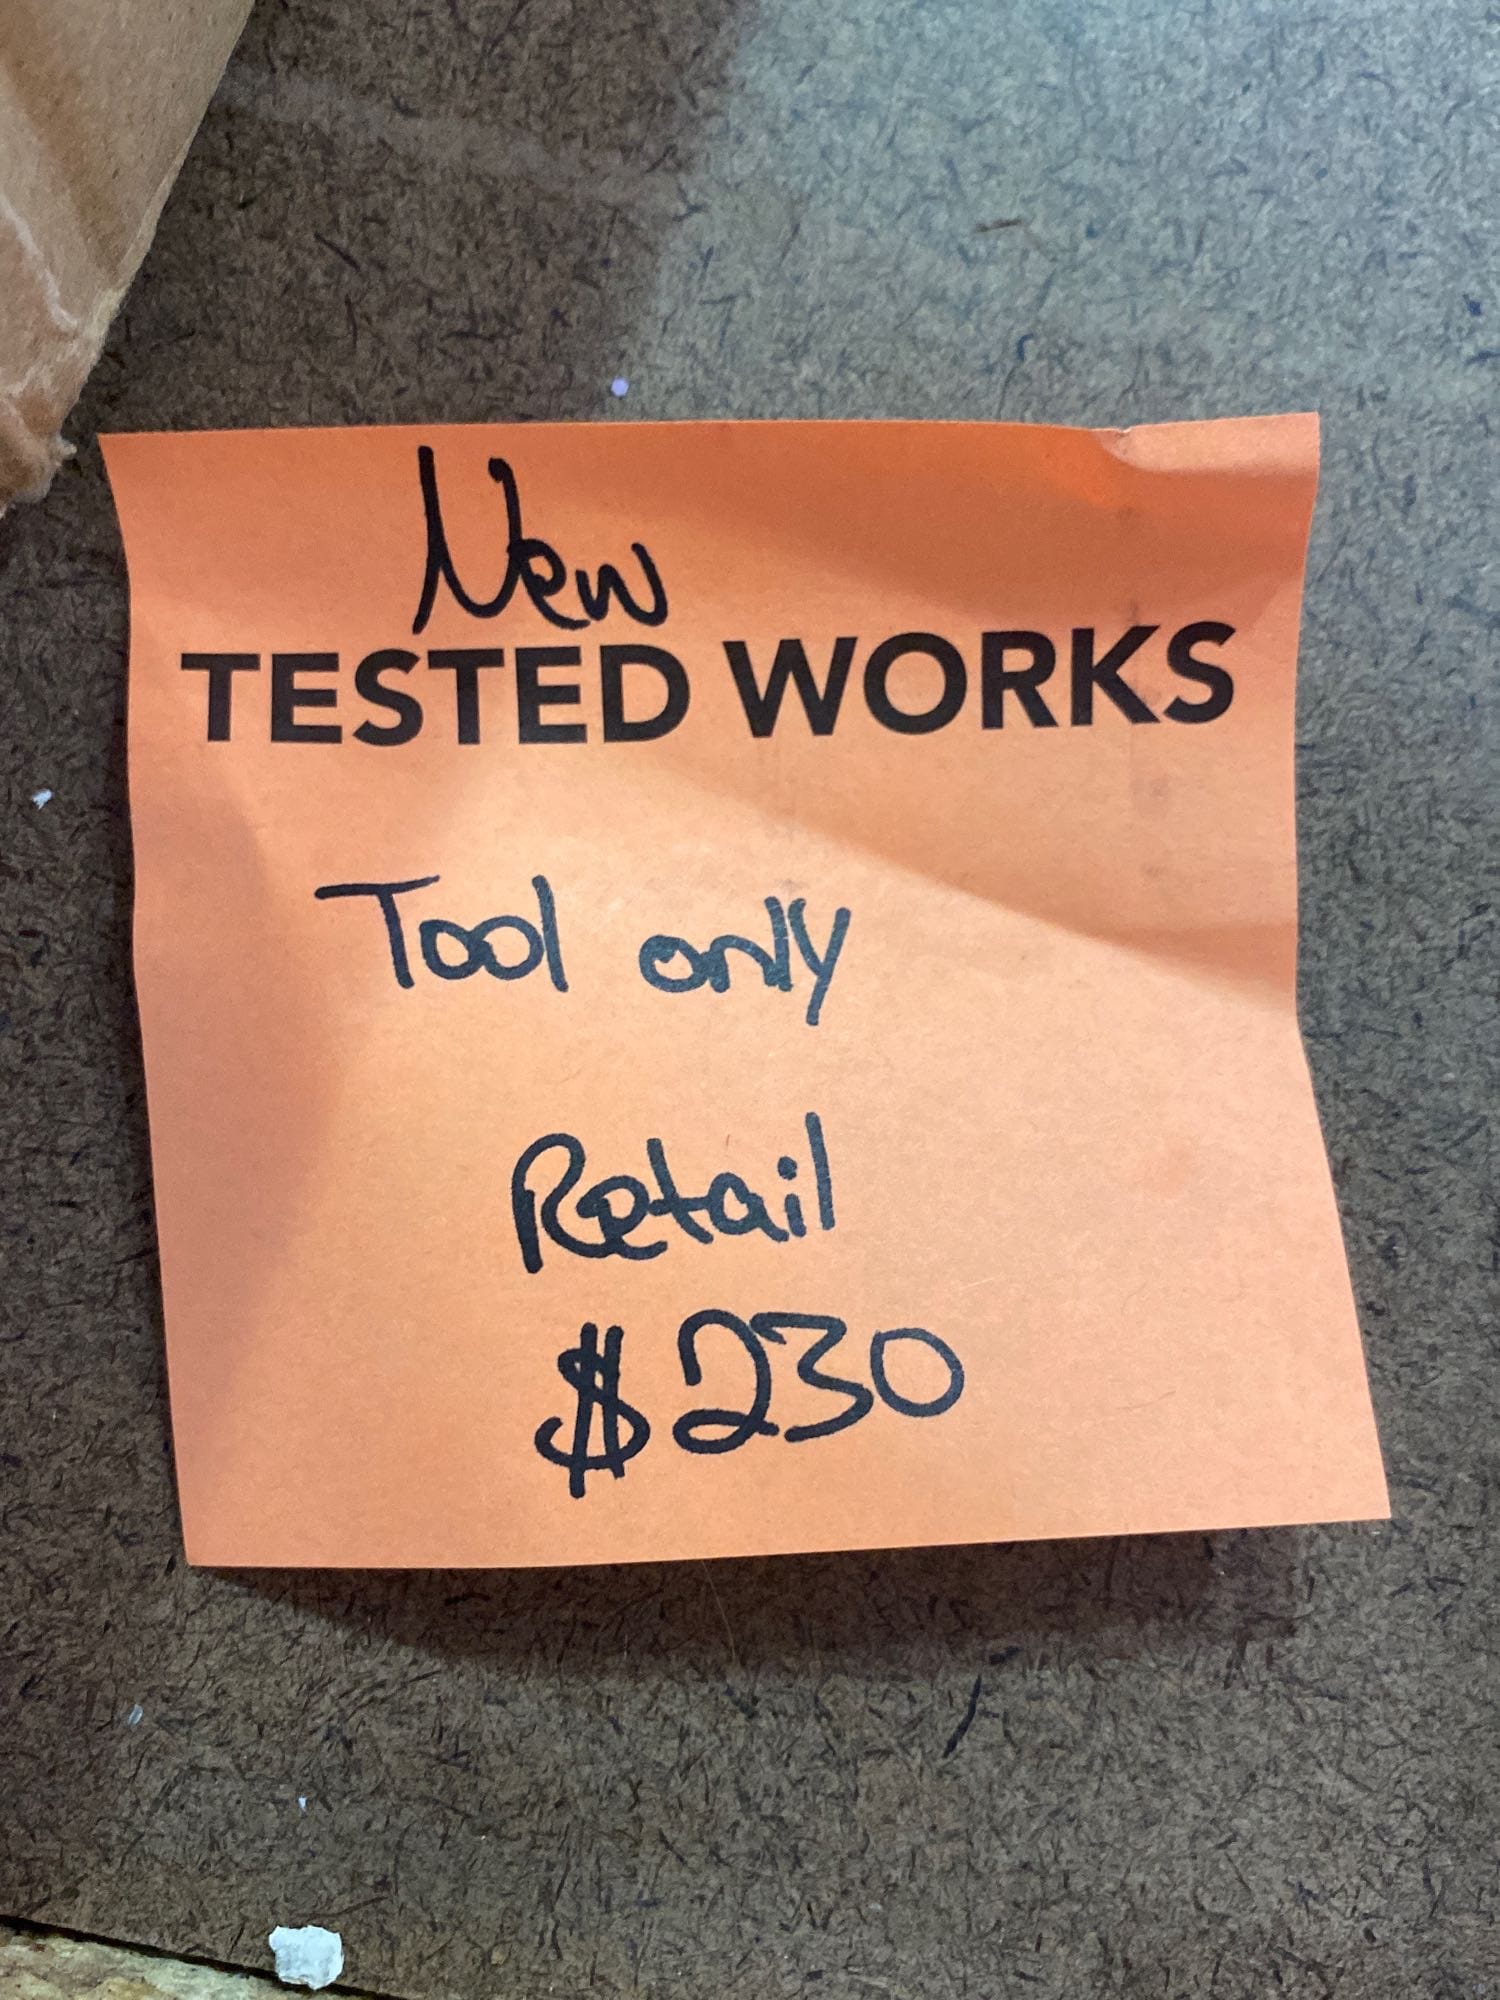 New
TESTED WORKS
Tool only
Retail
$230